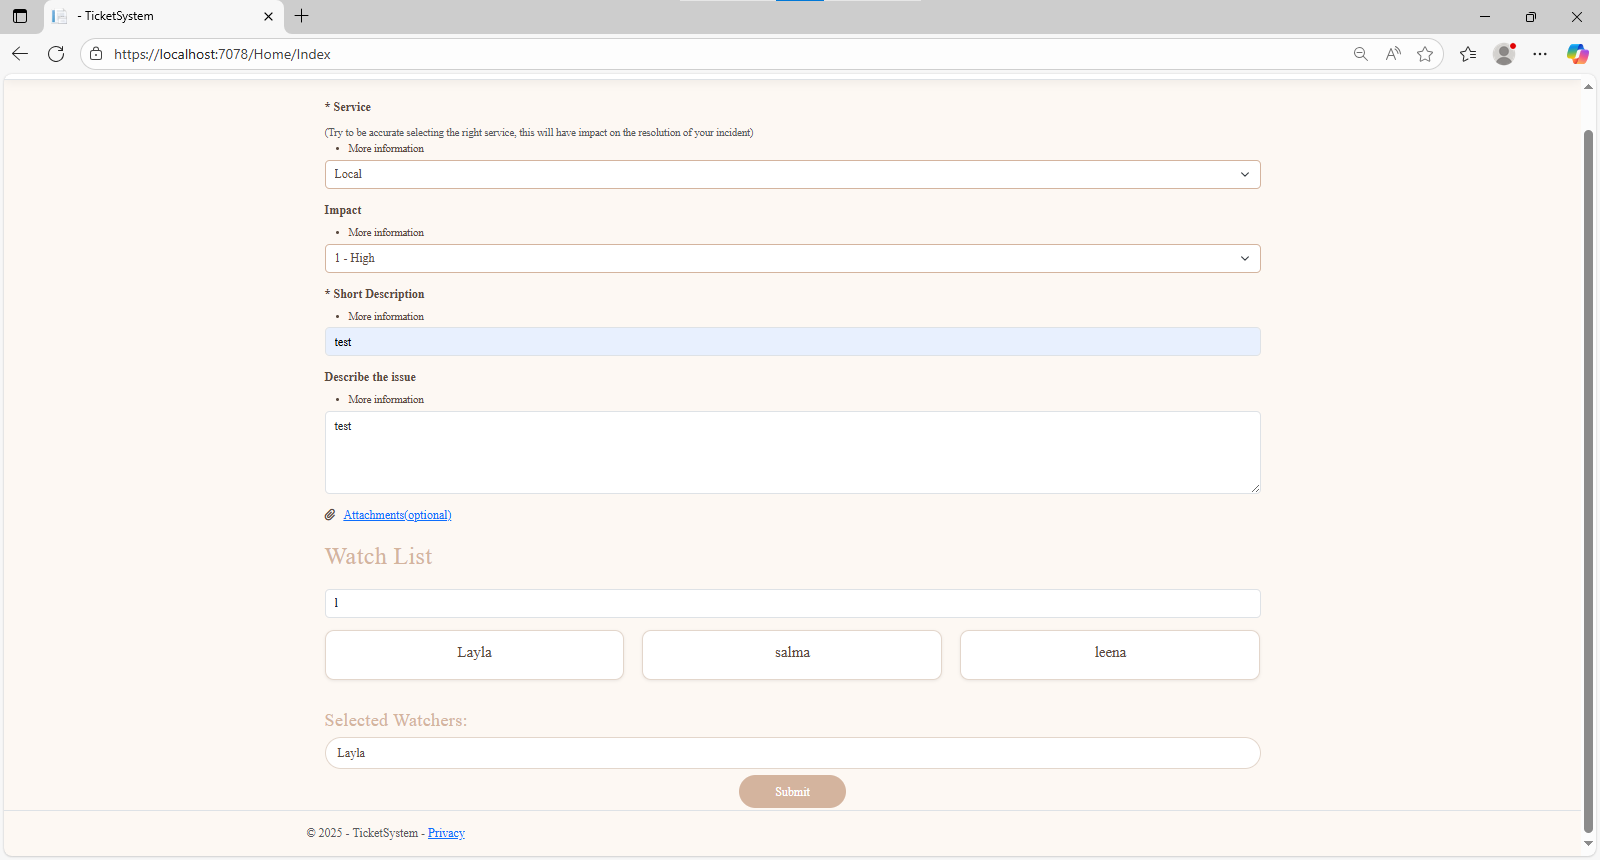 - TicketSystem
https://localhost:7078/Home/Index
* Service
(Try to be accurate selecting the right service, this will have impact on the resolution of your incident)
• More information
Local
Impact
• More information
1 - High
* Short Description
• More information
test
Describe the issue
• More information
test
Attachments(optional)
Watch List
l
Layla salma leena
Selected Watchers:
Layla
Submit
© 2025 - TicketSystem - Privacy